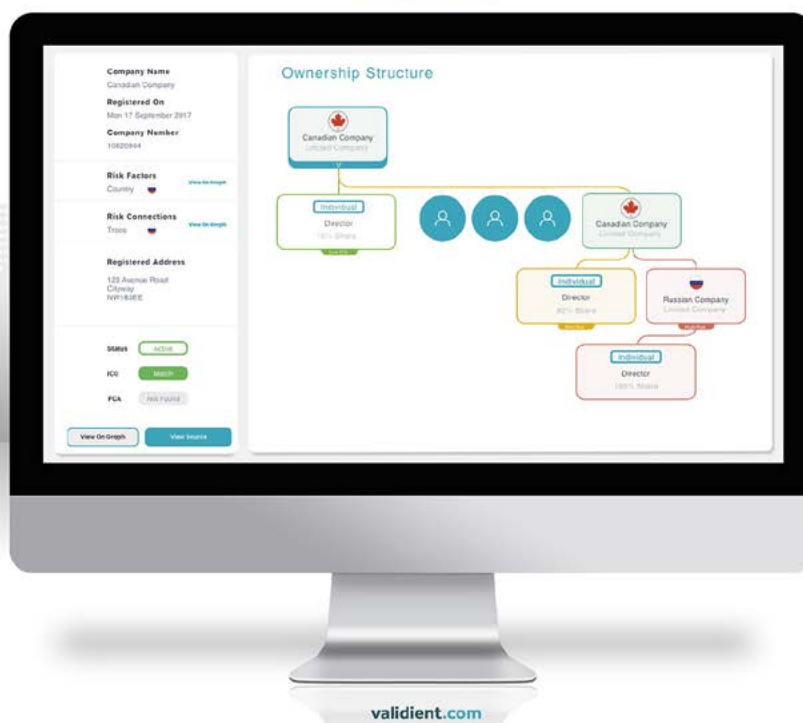 Company Name
Canadian Company
Registered On
Mon 17 September 2017
Company Number
10620944
Risk Factors
Country
View On Graph
Risk Connections
View On Graph
Registered Address
123 Avenue Road
Cityway
Status Active
Match
Not Found
View On Graph
View Source
Ownership Structure
Canadian Company
Limited Company
Individual
Director
Share
Canadian Company
Limited Company
Individual
Director
Share
Russian Company
Limited Company
Individual
Director
100% Share
validient.com